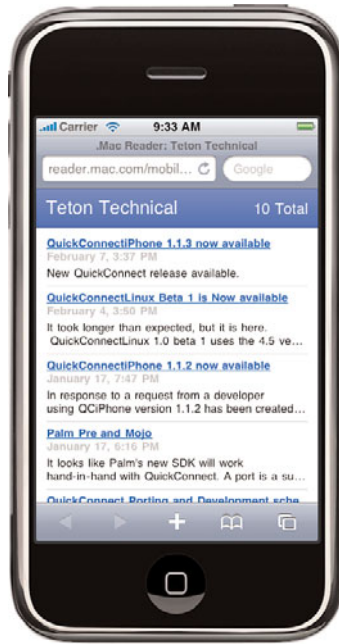 Carrier 9:33 AM
.Mac Reader: Teton Technical
reader.mac.com/mobil... Google
Teton Technical 10 Total
QuickConnectiPhone 1.1.3 now available
February 7, 3:37 PM
New QuickConnect release available.
QuickConnectLinux Beta 1 is Now available
February 4, 3:50 PM
It took longer than expected, but it is here.
QuickConnectLinux 1.0 beta 1 uses the 4.5 ve...
QuickConnectiPhone 1.1.2 now available
January 17, 7:47 PM
In response to a request from a developer
using QCiPhone version 1.1.2 has been created...
Palm Pre and Mojo
January 17, 6:16 PM
It looks like Palm's new SDK will work
hand-in-hand with QuickConnect. A port is a su...
QuickConnect Porting and Development sche